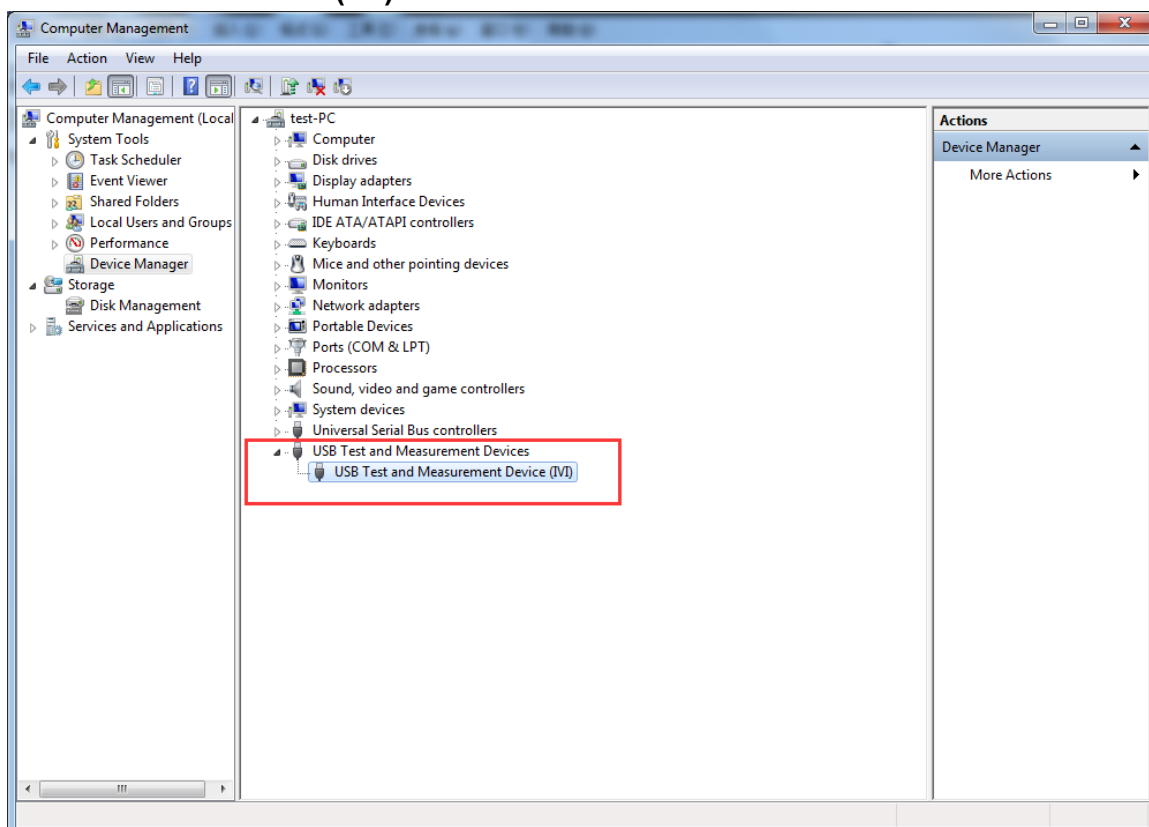 Computer Management
File Action View Help
Computer Management (Local
System Tools
Task Scheduler
Event Viewer
Shared Folders
Local Users and Groups
Performance
Device Manager
Storage
Disk Management
Services and Applications
test-PC
Computer
Disk drives
Display adapters
Human Interface Devices
IDE ATA/ATAPI controllers
Keyboards
Mice and other pointing devices
Monitors
Network adapters
Portable Devices
Ports (COM & LPT)
Processors
Sound, video and game controllers
System devices
Universal Serial Bus controllers
USB Test and Measurement Devices
USB Test and Measurement Device (IVI)
Actions
Device Manager
More Actions